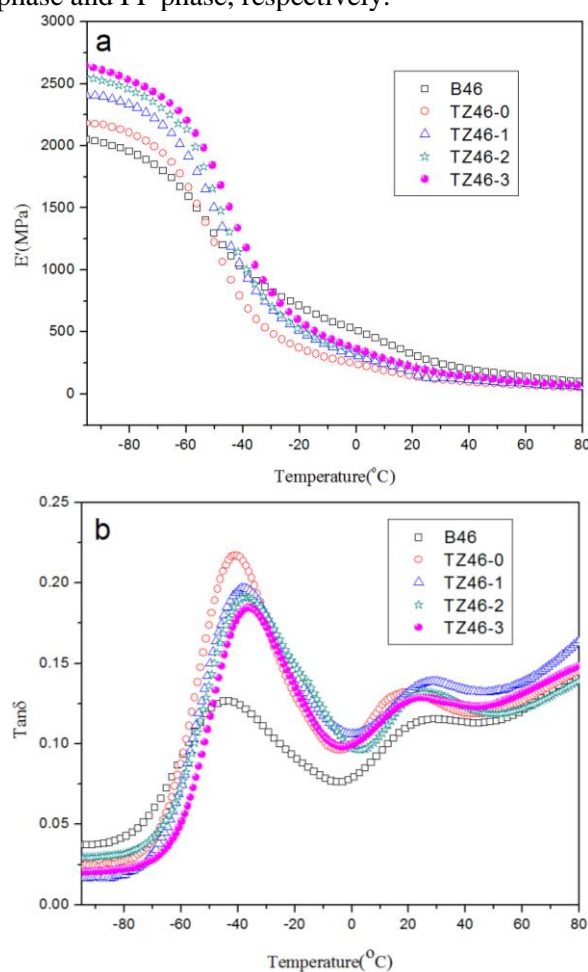 phase and PP phase, respectively.
a
B46
TZ46-0
TZ46-1
TZ46-2
TZ46-3
3000
2500
2000
1500
1000
500
0
E'(MPa)
-80 -60 -40 -20 0 20 40 60 80
Temperature(°C)
b
B46
TZ46-0
TZ46-1
TZ46-2
TZ46-3
0.25
0.20
0.15
0.10
0.05
0.00
Tanδ
-80 -60 -40 -20 0 20 40 60 80
Temperature(°C)